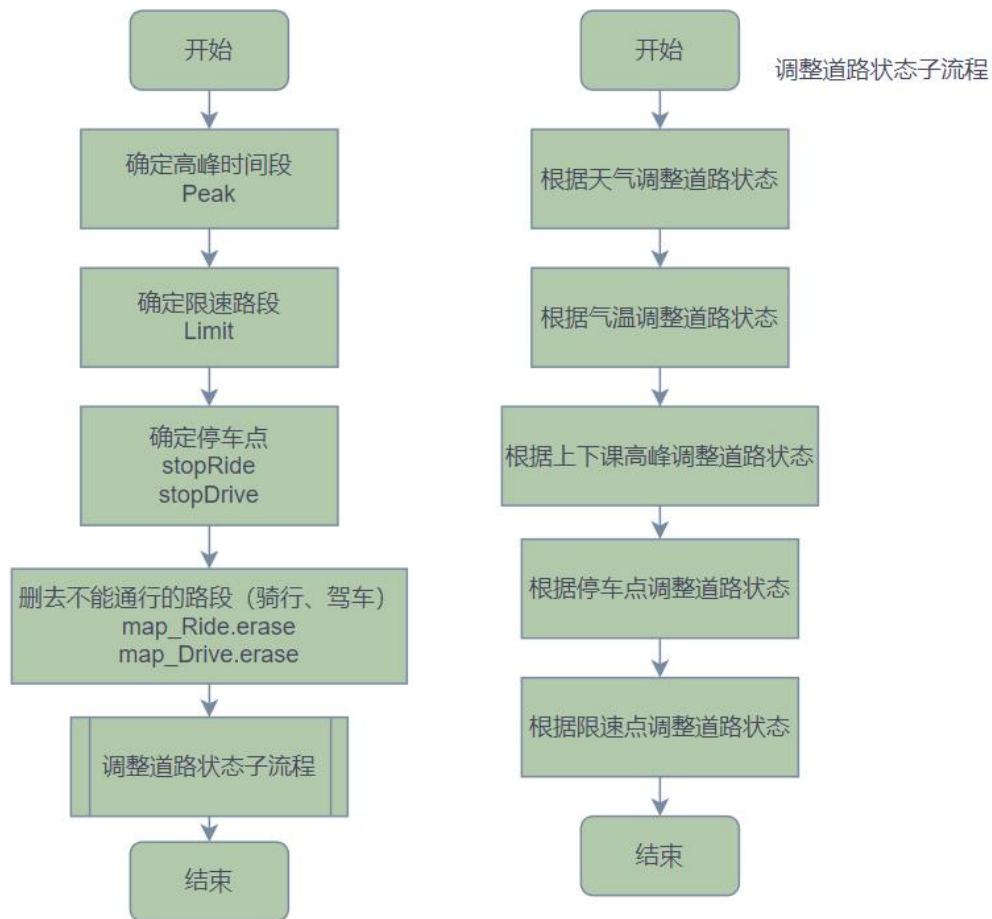 开始
确定高峰时间段
Peak
确定限速路段
Limit
确定停车点
stopRide
stopDrive
删去不能通行的路段（骑行、驾车）
map_Ride.erase
map_Drive.erase
调整道路状态子流程
结束
调整道路状态子流程
开始
根据天气调整道路状态
根据气温调整道路状态
根据上下课高峰调整道路状态
根据停车点调整道路状态
根据限速点调整道路状态
结束